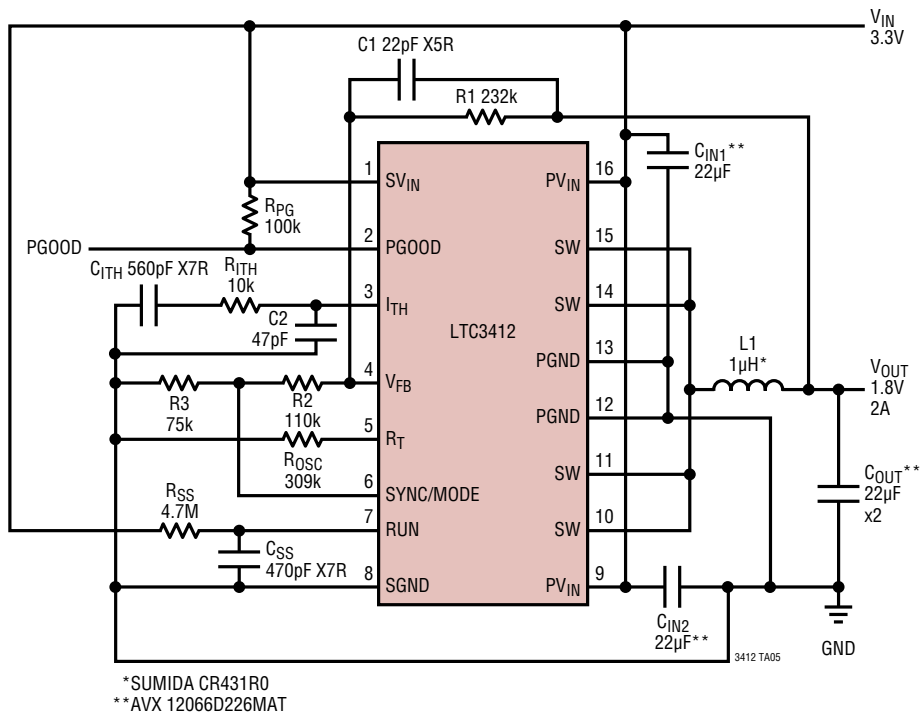 VIN
3.3V
C1 22pF X5R
R1 232k
CIN1**
22µF
1
SVIN
PVIN
16
RPG
100k
PGOOD
2
PGOOD
SW
15
CITH 560pF X7R
RITH
10k
3
ITH
SW
14
C2
47pF
LTC3412
PGND
13
L1
1µH*
4
VFB
VOUT
1.8V
2A
R3
75k
R2
110k
PGND
12
5
RT
ROSC
309k
SW
11
6
SYNC/MODE
COUT**
22µF
x2
RSS
4.7M
7
RUN
SW
10
CSS
470pF X7R
8
SGND
PVIN
9
CIN2
22µF**
3412 TA05
GND
*SUMIDA CR431R0
**AVX 12066D226MAT